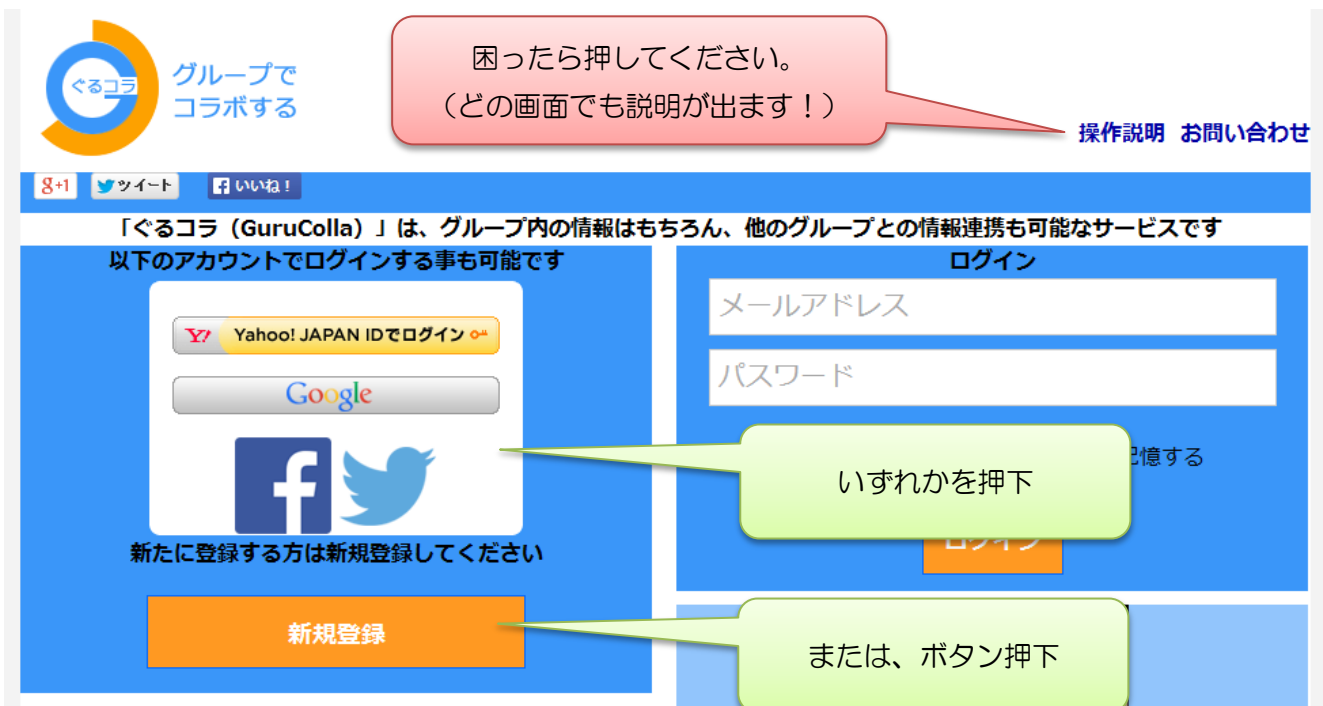 ぐるコラ
グループで
コラボする
困ったら押してください。
(どの画面でも説明が出ます!)
操作説明 お問い合わせ
g+1 ツイート いいね!
「ぐるコラ(GuruColla)」は、グループ内の情報はもちろん、他のグループとの情報連携も可能なサービスです
以下のアカウントでログインする事も可能です
Y! Yahoo! JAPAN IDでログイン
Google
新たに登録する方は新規登録してください
新規登録
ログイン
メールアドレス
パスワード
憶する
いずれかを押下
ログイン
または、ボタン押下